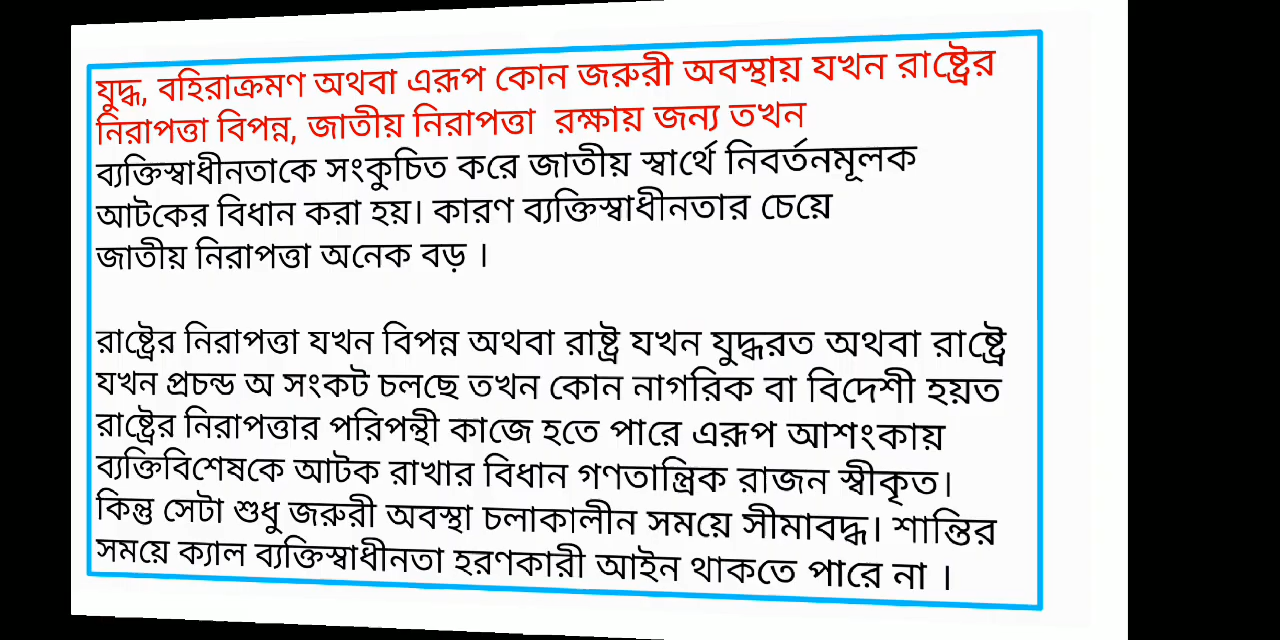 যুদ্ধ, বহিরাক্রমণ অথবা এরূপ কোন জরুরী অবস্থায় যখন রাষ্ট্রের
নিরাপত্তা বিপন্ন, জাতীয় নিরাপত্তা রক্ষায় জন্য তখন
ব্যক্তিস্বাধীনতাকে সংকুচিত করে জাতীয় স্বার্থে নিবর্তনমূলক
আটকের বিধান করা হয়। কারণ ব্যক্তিস্বাধীনতার চেয়ে
জাতীয় নিরাপত্তা অনেক বড় ।
রাষ্ট্রের নিরাপত্তা যখন বিপন্ন অথবা রাষ্ট্র যখন যুদ্ধরত অথবা রাষ্ট্রে
যখন প্রচন্ড অ সংকট চলছে তখন কোন নাগরিক বা বিদেশী হয়ত
রাষ্ট্রের নিরাপত্তার পরিপন্থী কাজে হতে পারে এরূপ আশংকায়
ব্যক্তিবিশেষকে আটক রাখার বিধান গণতান্ত্রিক রাজন স্বীকৃত।
কিন্তু সেটা শুধু জরুরী অবস্থা চলাকালীন সময়ে সীমাবদ্ধ। শান্তির
সময়ে ক্যাল ব্যক্তিস্বাধীনতা হরণকারী আইন থাকতে পারে না ।